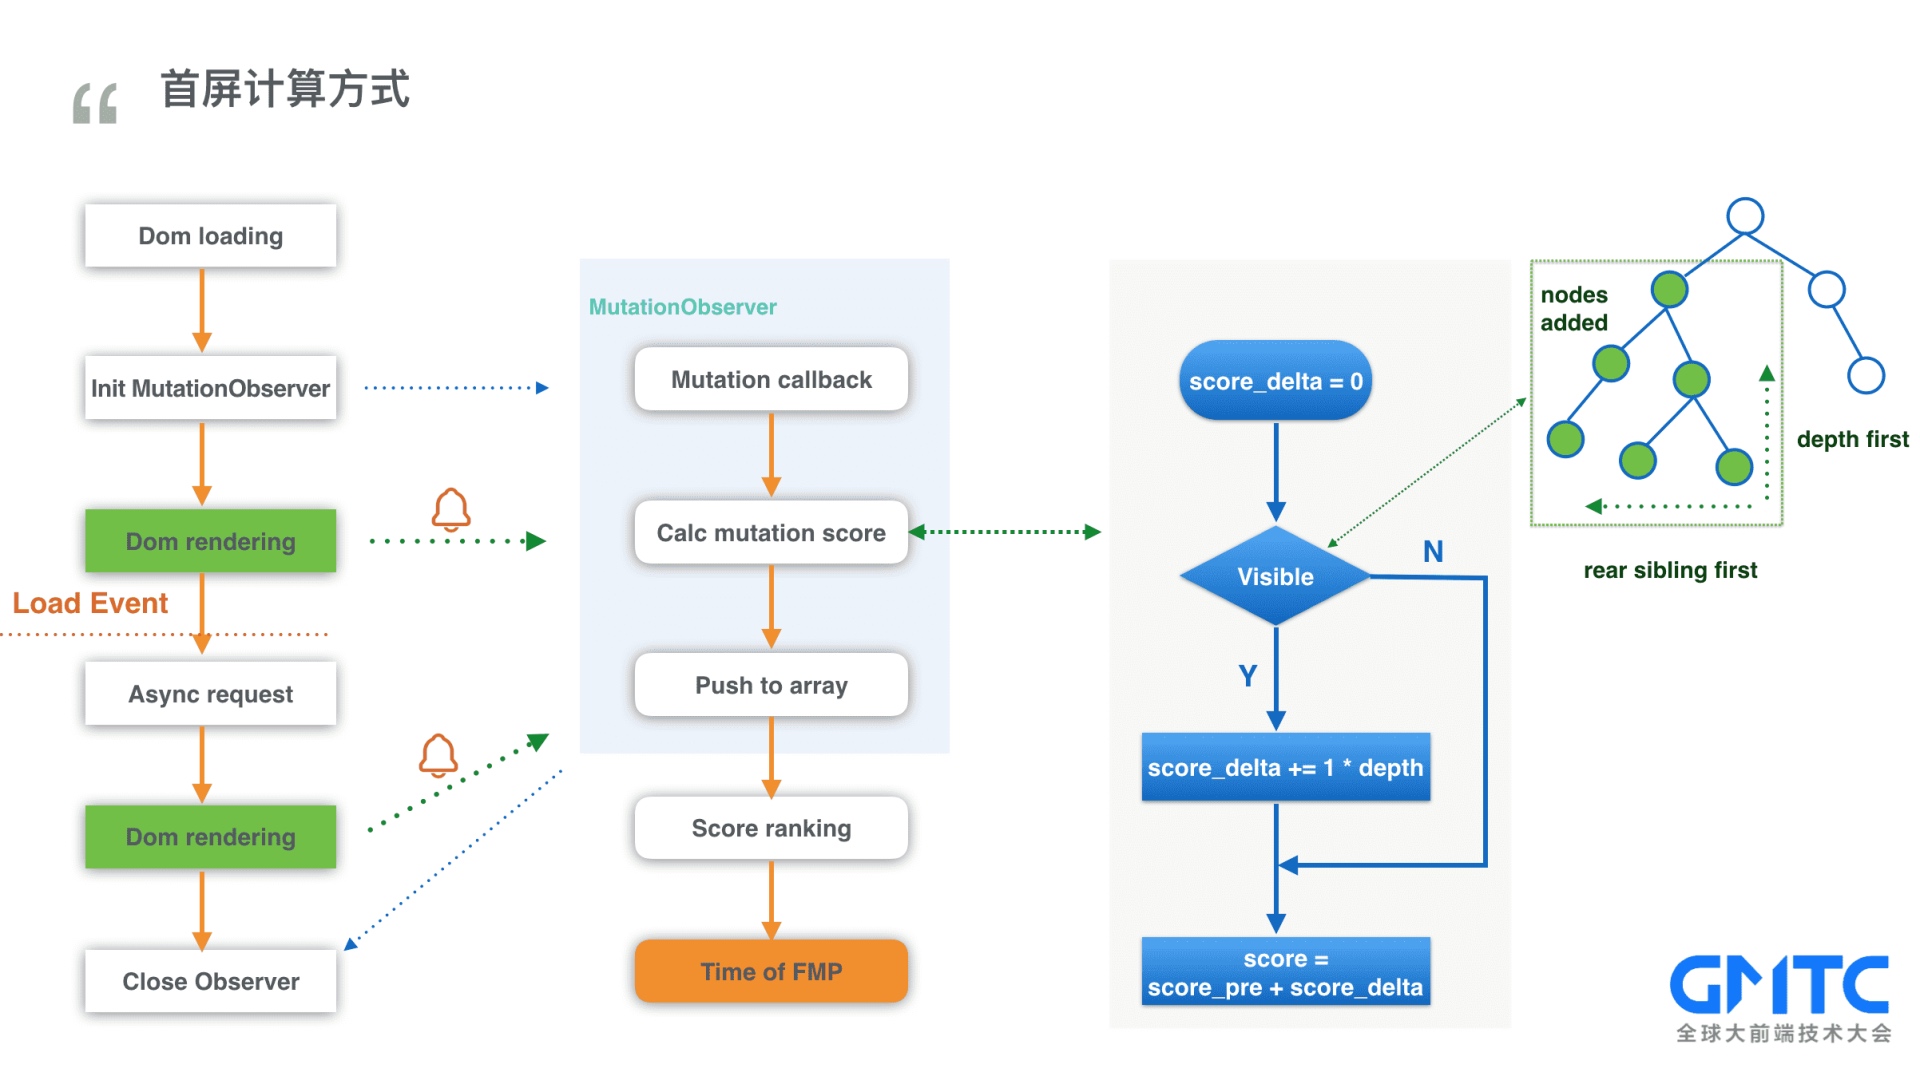 “
首屏计算方式
Dom loading
Init MutationObserver
Dom rendering
Load Event
Async request
Dom rendering
Close Observer
MutationObserver
Mutation callback
Calc mutation score
Push to array
Score ranking
Time of FMP
score_delta = 0
Visible
N
Y
score_delta += 1 * depth
score =
score_pre + score_delta
nodes
added
depth first
rear sibling first
GMTC
全球大前端技术大会